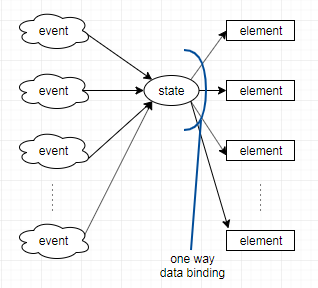 event
element
event
state
element
event
element
event
element
one way
data binding